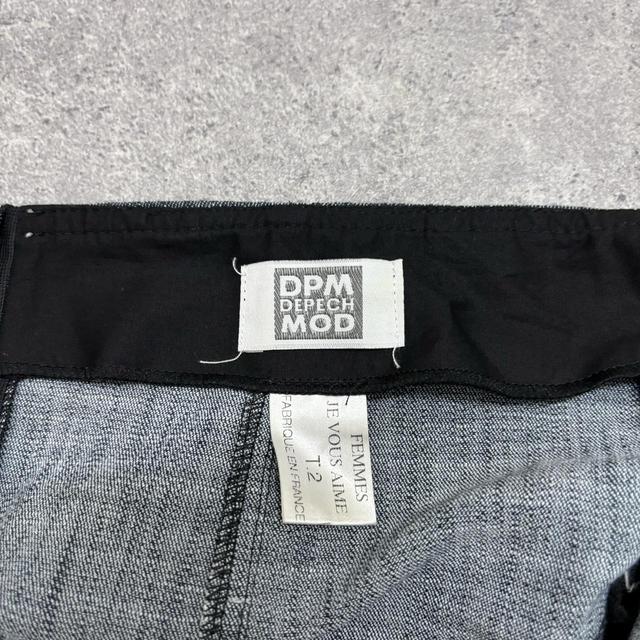 DPM
DEPECH
MOD
FEMMES
JE VOUS AIME
T.2
FABRIQUE EN FRANCE